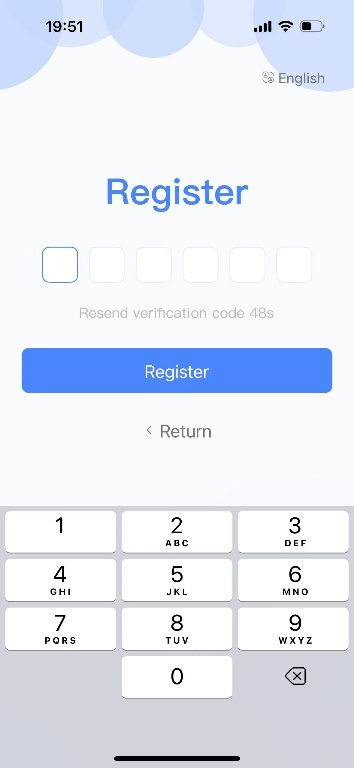 19:51
English
Register
Resend verification code 48s
Register
< Return
1
2
ABC
3
DEF
4
GHI
5
JKL
6
MNO
7
PQRS
8
TUV
9
WXYZ
0